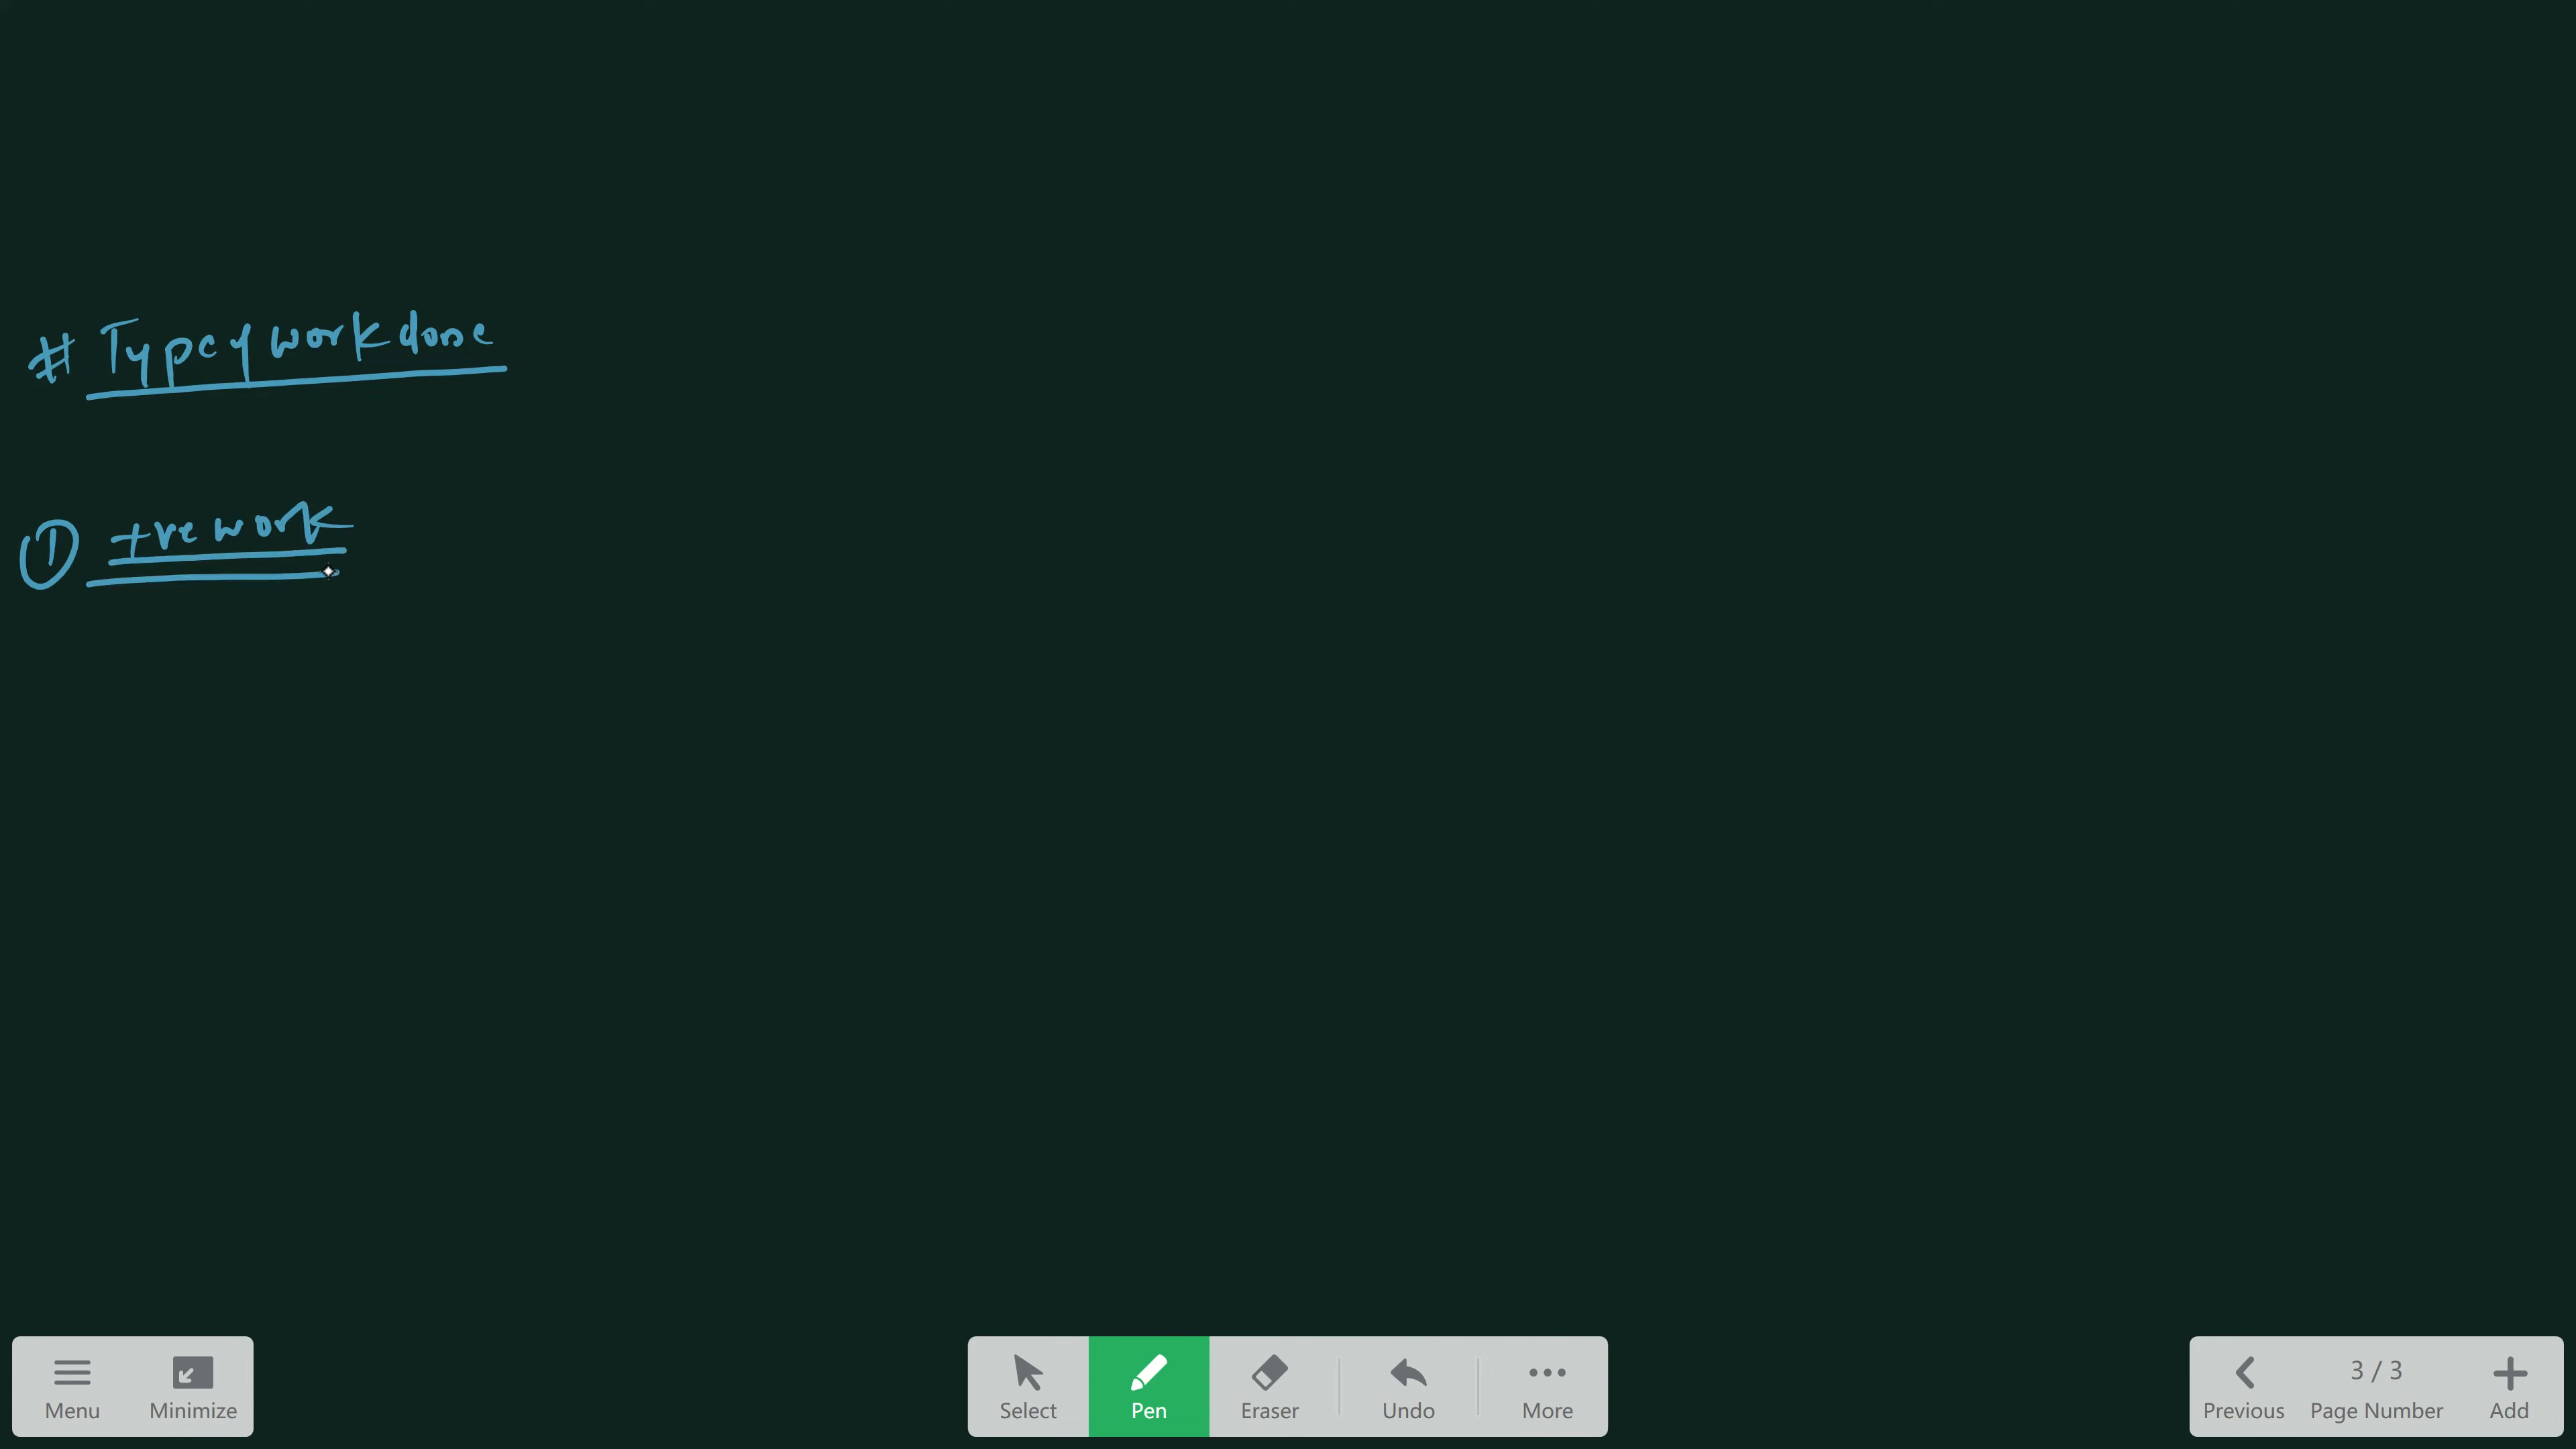 # Type of work done
① +ve work
Menu Minimize Select Pen Eraser Undo More Previous 3 / 3 Page Number Add